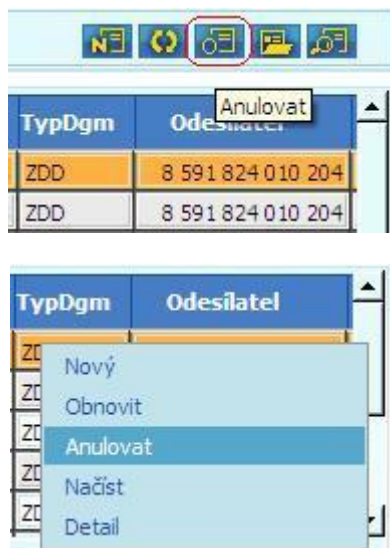 N
Anulovat
TypDgm Odesílatel
ZDD 8 591 824 010 204
ZDD 8 591 824 010 204
TypDgm Odesílatel
Nový
Obnovit
Anulovat
Načíst
Detail